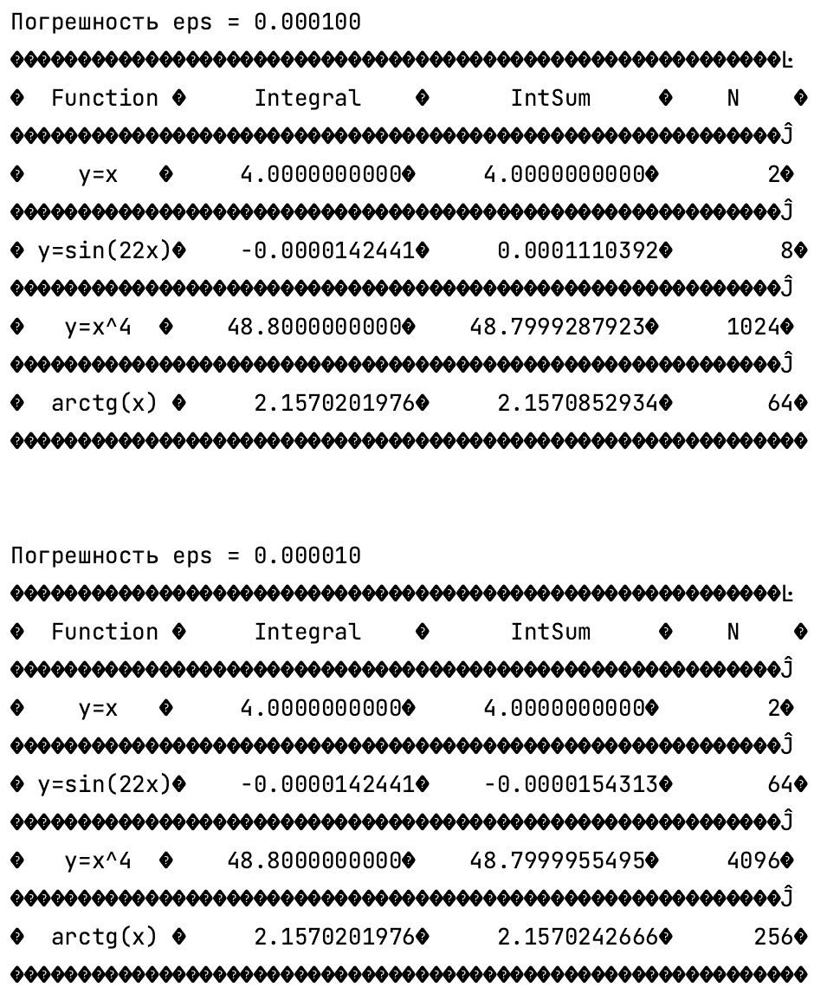 Погрешность eps = 0.000100
���������������������������������������������������������Ŀ
�  Function �     Integral    �      IntSum     �    N    �
���������������������������������������������������������Ĵ
�    y=x   �     4.0000000000�     4.0000000000�        2�
���������������������������������������������������������Ĵ
� y=sin(22x)�    -0.0000142441�     0.0001110392�        8�
���������������������������������������������������������Ĵ
�   y=x^4  �    48.8000000000�    48.7999287923�     1024�
���������������������������������������������������������Ĵ
�  arctg(x) �     2.1570201976�     2.1570852934�       64�
�����������������������������������������������������������
Погрешность eps = 0.000010
���������������������������������������������������������Ŀ
�  Function �     Integral    �      IntSum     �    N    �
���������������������������������������������������������Ĵ
�    y=x   �     4.0000000000�     4.0000000000�        2�
���������������������������������������������������������Ĵ
� y=sin(22x)�    -0.0000142441�    -0.0000154313�       64�
���������������������������������������������������������Ĵ
�   y=x^4  �    48.8000000000�    48.7999955495�     4096�
���������������������������������������������������������Ĵ
�  arctg(x) �     2.1570201976�     2.1570242666�      256�
�����������������������������������������������������������